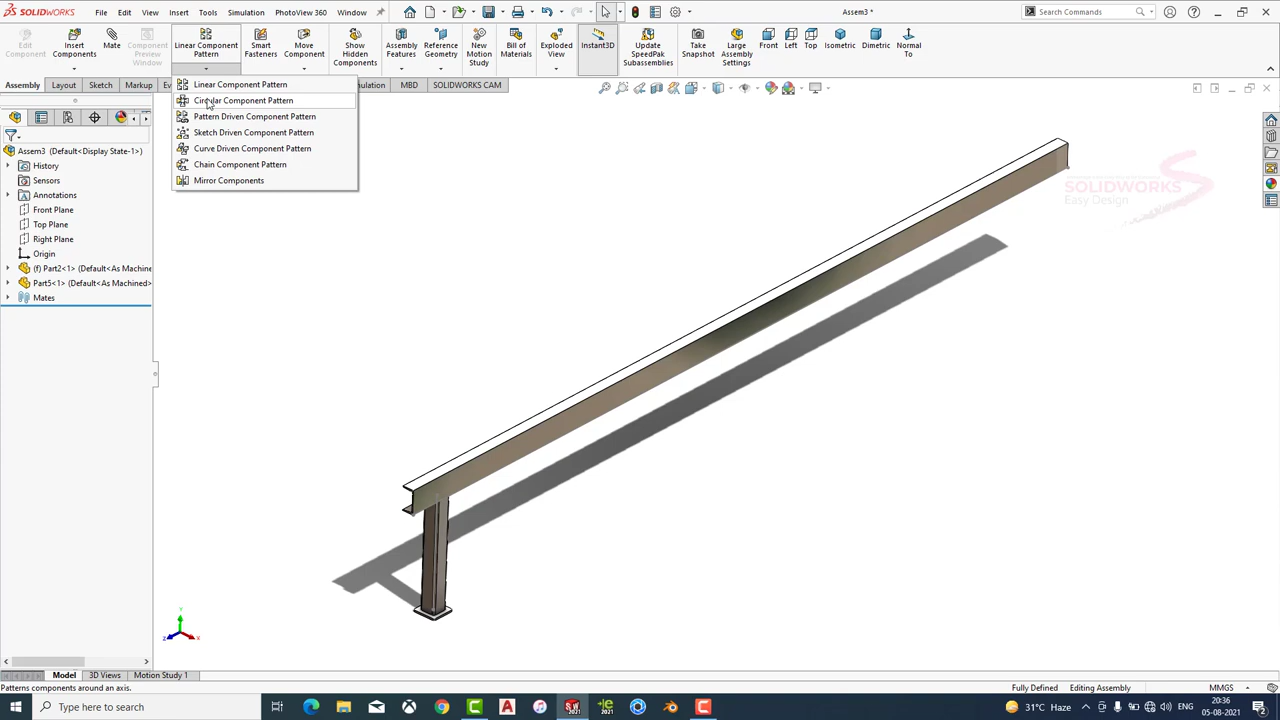 SOLIDWORKS
File
Edit
View
Insert
Tools
Simulation
PhotoView 360
Window
Assem3 *
Search Commands
Edit Component
Insert Components
Mate
Component Preview Window
Linear Component Pattern
Smart Fasteners
Move Component
Show Hidden Components
Assembly Features
Reference Geometry
New Motion Study
Bill of Materials
Exploded View
Instant3D
Update SpeedPak Subassemblies
Take Snapshot
Large Assembly Settings
Front
Left
Top
Isometric
Dimetric
Normal To
Assembly
Layout
Sketch
Markup
MBD
SOLIDWORKS CAM
Linear Component Pattern
Circular Component Pattern
Pattern Driven Component Pattern
Sketch Driven Component Pattern
Curve Driven Component Pattern
Chain Component Pattern
Mirror Components
Assem3 (Default<Display State-1>)
History
Sensors
Annotations
Front Plane
Top Plane
Right Plane
Origin
(f) Part2<1> (Default<As Machine
Part5<1> (Default<As Machined>
Mates
SOLIDWORKS
Easy Design
Y
Z
X
Model
3D Views
Motion Study 1
Patterns components around an axis.
Fully Defined
Editing Assembly
MMGS
Type here to search
31°C Haze
ENG
20:36
05-08-2021